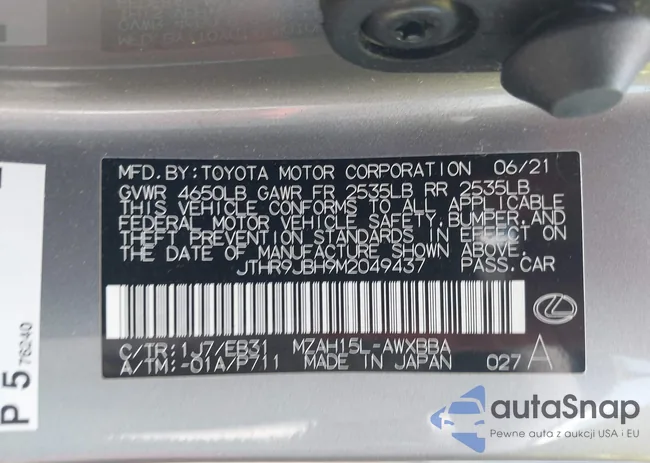 MFD.BY:TOYOTA MOTOR CORPORATION 06/21
GVWR 4650LB GAWR FR 2535LB RR 2535LB
THIS VEHICLE CONFORMS TO ALL APPLICABLE
FEDERAL MOTOR VEHICLE SAFETY, BUMPER, AND
THEFT PREVENTION STANDARDS IN EFFECT ON
THE DATE OF MANUFACTURE SHOWN ABOVE.
JTHR9JBH9M2049437 PASS.CAR
C/TR:1J7/EB31 MZAH15L-AWXBBA
A/TM:-01A/P711 MADE IN JAPAN 027 A
P 5 76240
autoSnap
Pewne auta z aukcji USA i EU